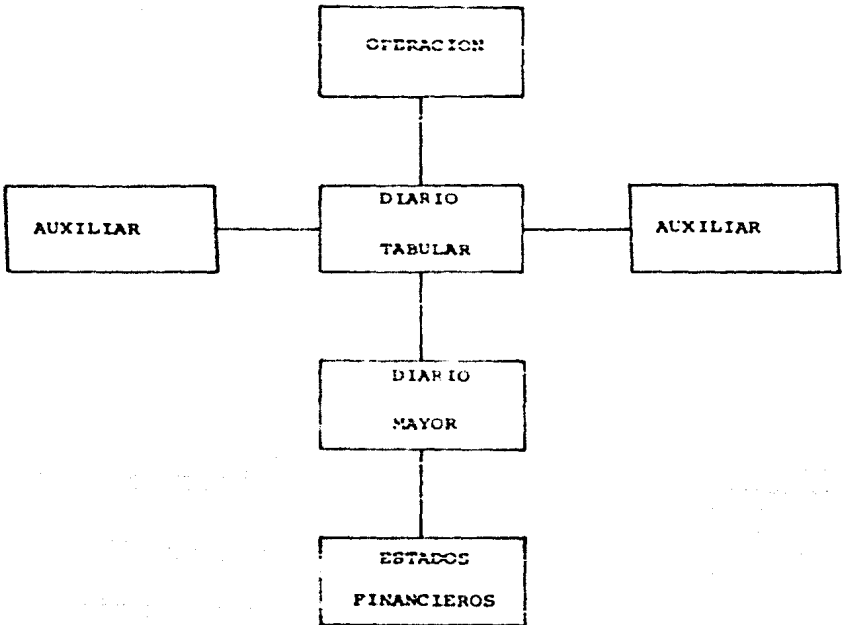 OPERACION
AUXILIAR
DIARIO
TABULAR
AUXILIAR
DIARIO
MAYOR
ESTADOS
FINANCIEROS